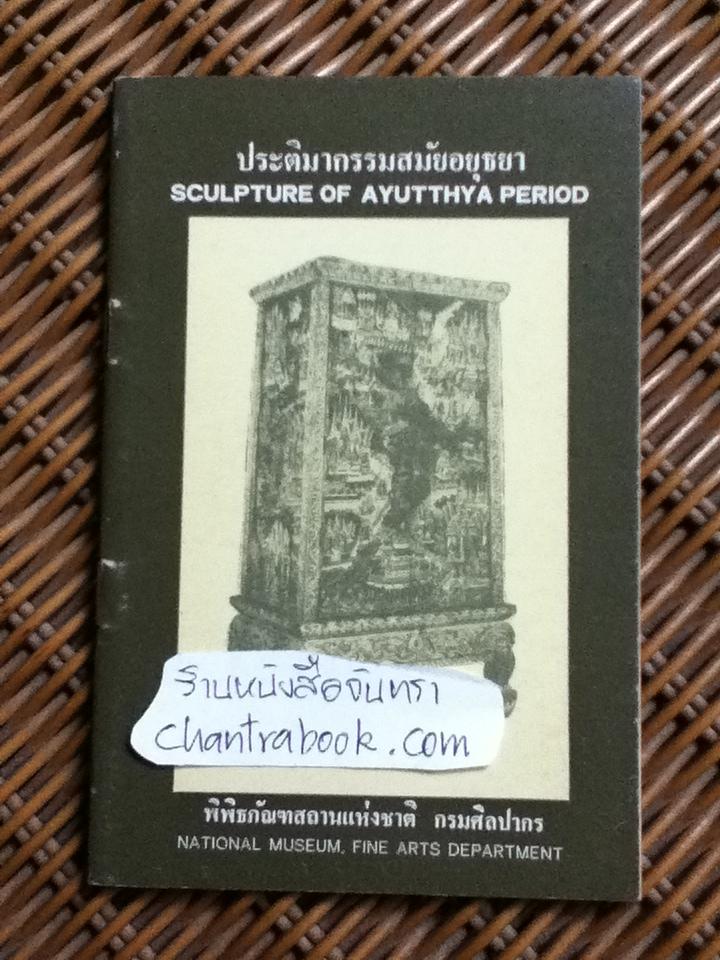 ประติมากรรมสมัยอยุธยา
SCULPTURE OF AYUTTHYA PERIOD
ร้านหนังสือจันทรา
chantrabook.com
พิพิธภัณฑสถานแห่งชาติ กรมศิลปากร
NATIONAL MUSEUM, FINE ARTS DEPARTMENT